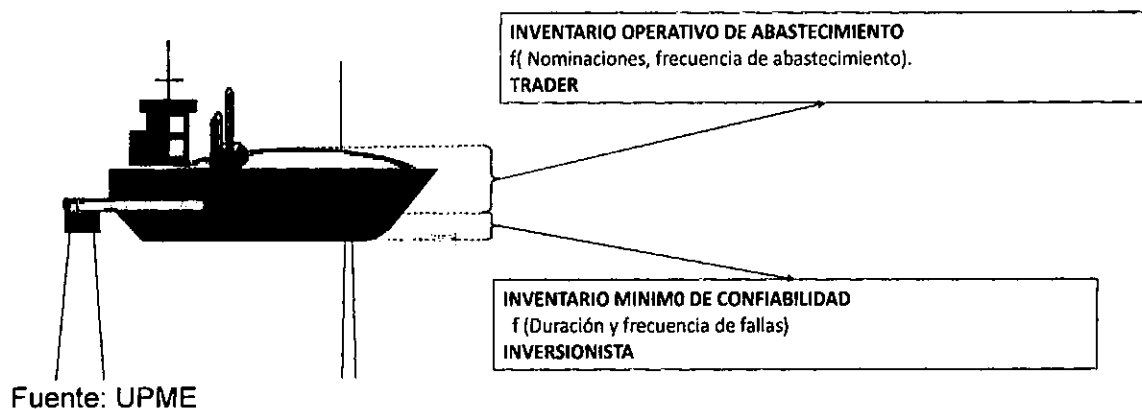 INVENTARIO OPERATIVO DE ABASTECIMIENTO
f( Nominaciones, frecuencia de abastecimiento).
TRADER
INVENTARIO MINIMO DE CONFIABILIDAD
f (Duración y frecuencia de fallas)
INVERSIONISTA
Fuente: UPME